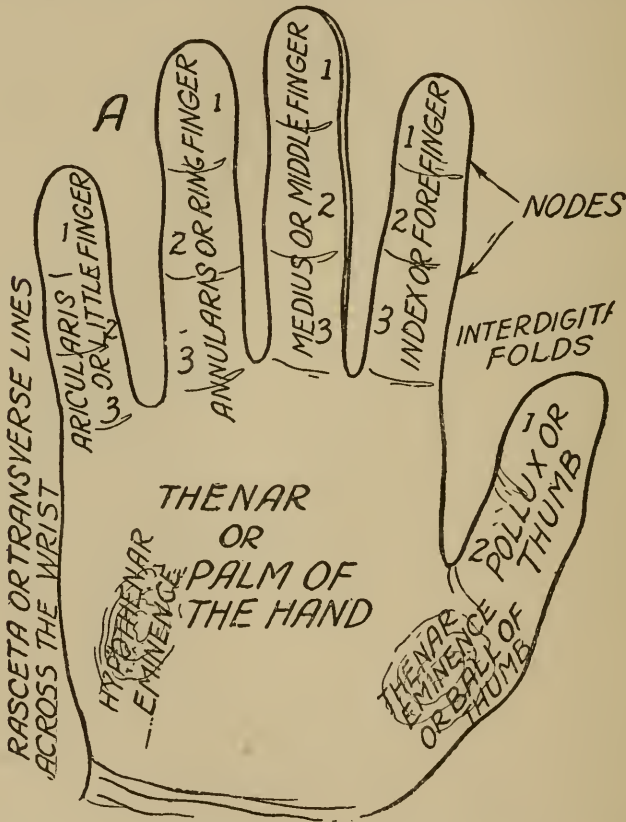 A
1
ARICULARIS
OR LITTLE FINGER
2
3
1
2
3
ANNULARIS OR RING FINGER
1
2
3
MEDIUS OR MIDDLE FINGER
1
2
3
INDEX OR FOREFINGER
NODES
INTERDIGITA
FOLDS
1
2
POLLUX OR
THUMB
THENAR
OR
PALM OF
THE HAND
HYPOTHENAR
EMINENCE
THENAR
EMINENCE
OR BALL OF
THUMB
RASCETA OR TRANSVERSE LINES
ACROSS THE WRIST